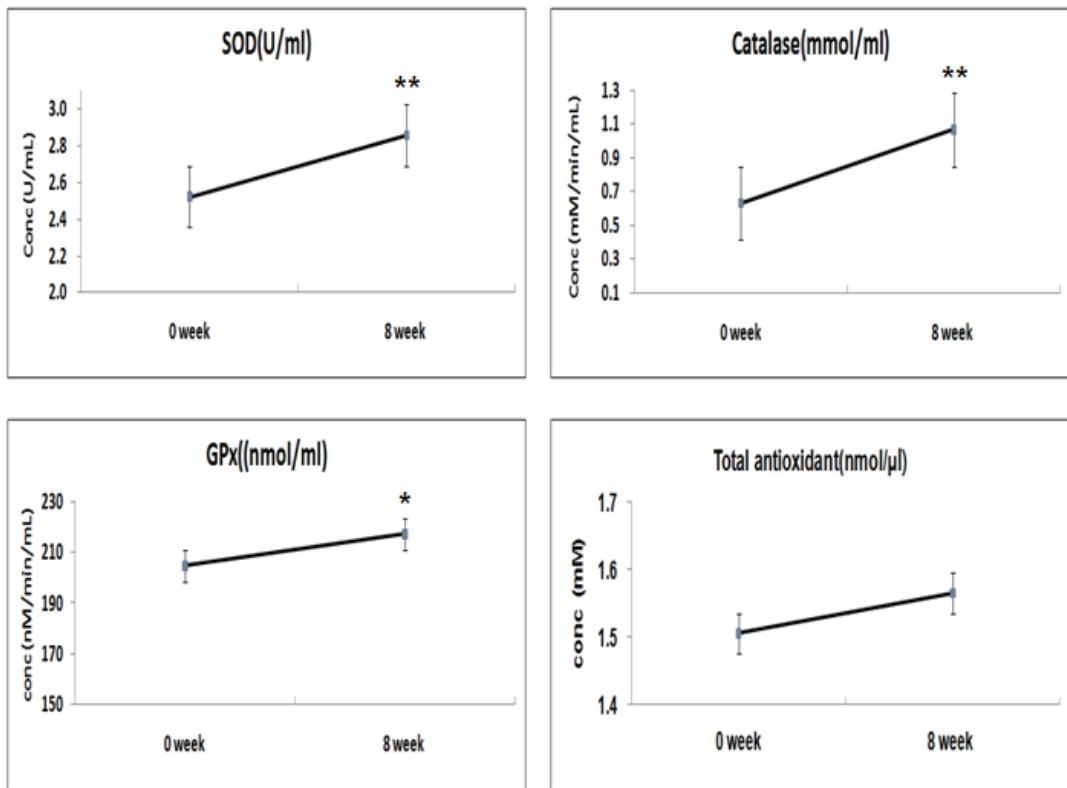 SOD(U/ml)
**
Conc (U/mL)
3.0
2.8
2.6
2.4
2.2
2.0
0 week
8 week
Catalase(mmol/ml)
**
Conc (mM/min/mL)
1.3
1.1
0.9
0.7
0.5
0.3
0.1
0 week
8 week
GPx((nmol/ml)
*
conc (nM/min/mL)
230
210
190
170
150
0 week
8 week
Total antioxidant(nmol/µl)
conc (mM)
1.7
1.6
1.5
1.4
0 week
8 week